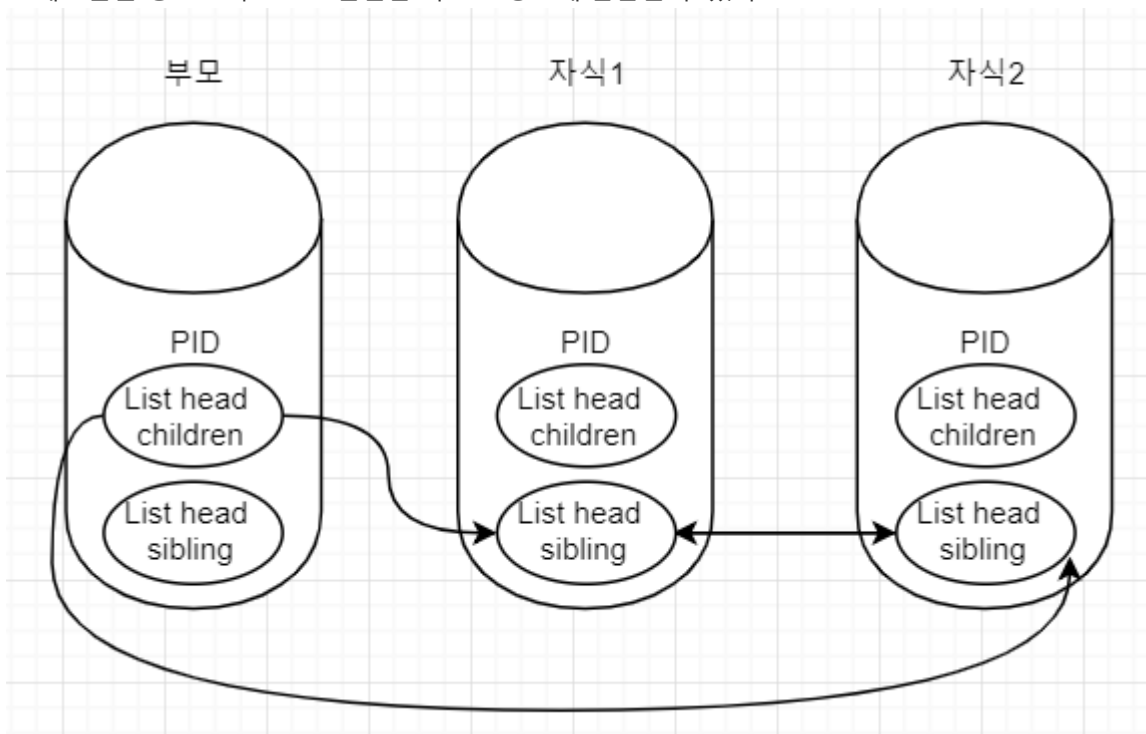 부모
자식1
자식2
PID
List head
children
List head
sibling
PID
List head
children
List head
sibling
PID
List head
children
List head
sibling